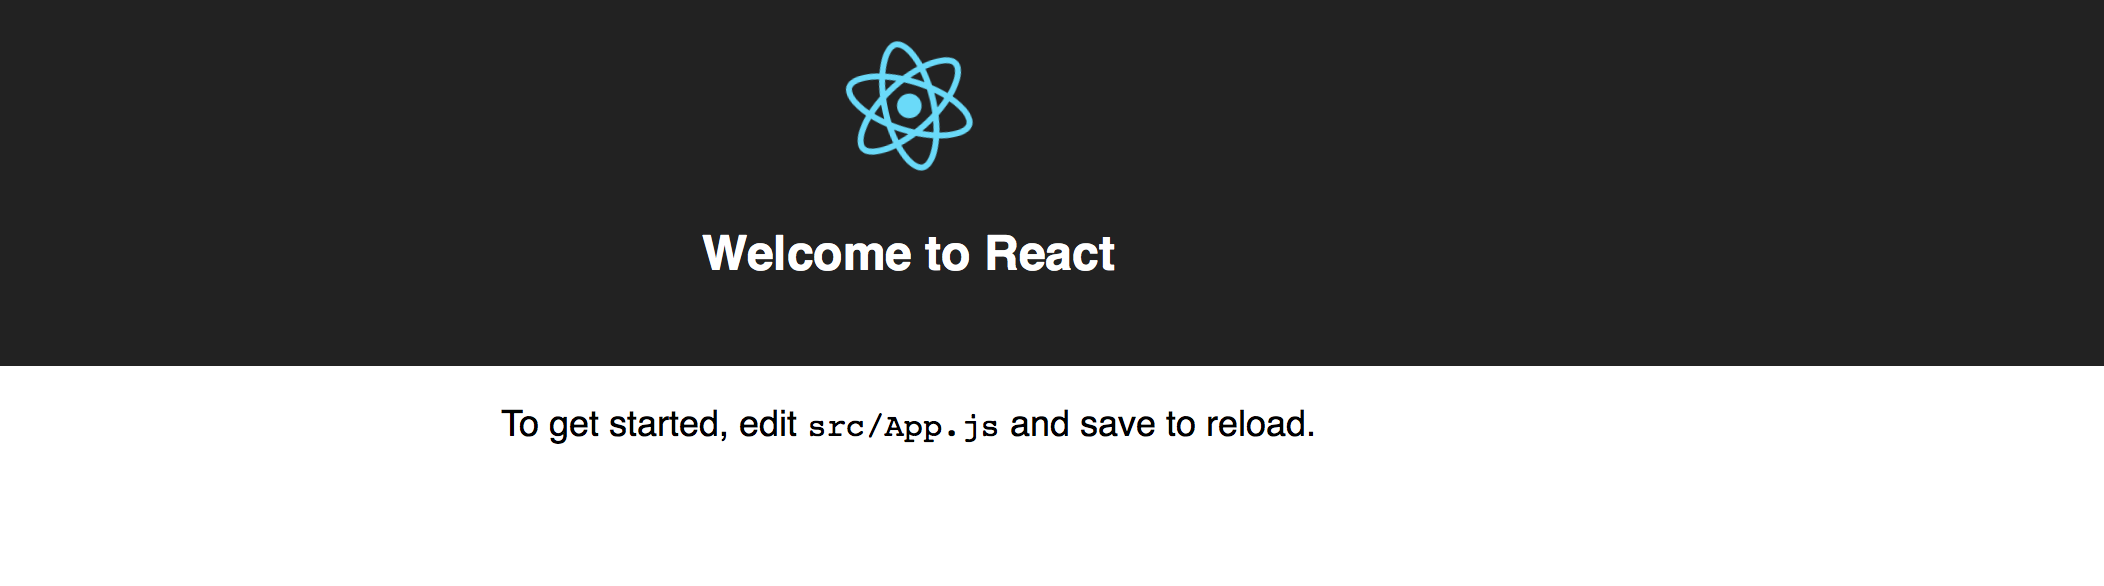 Welcome to React
To get started, edit src/App.js and save to reload.